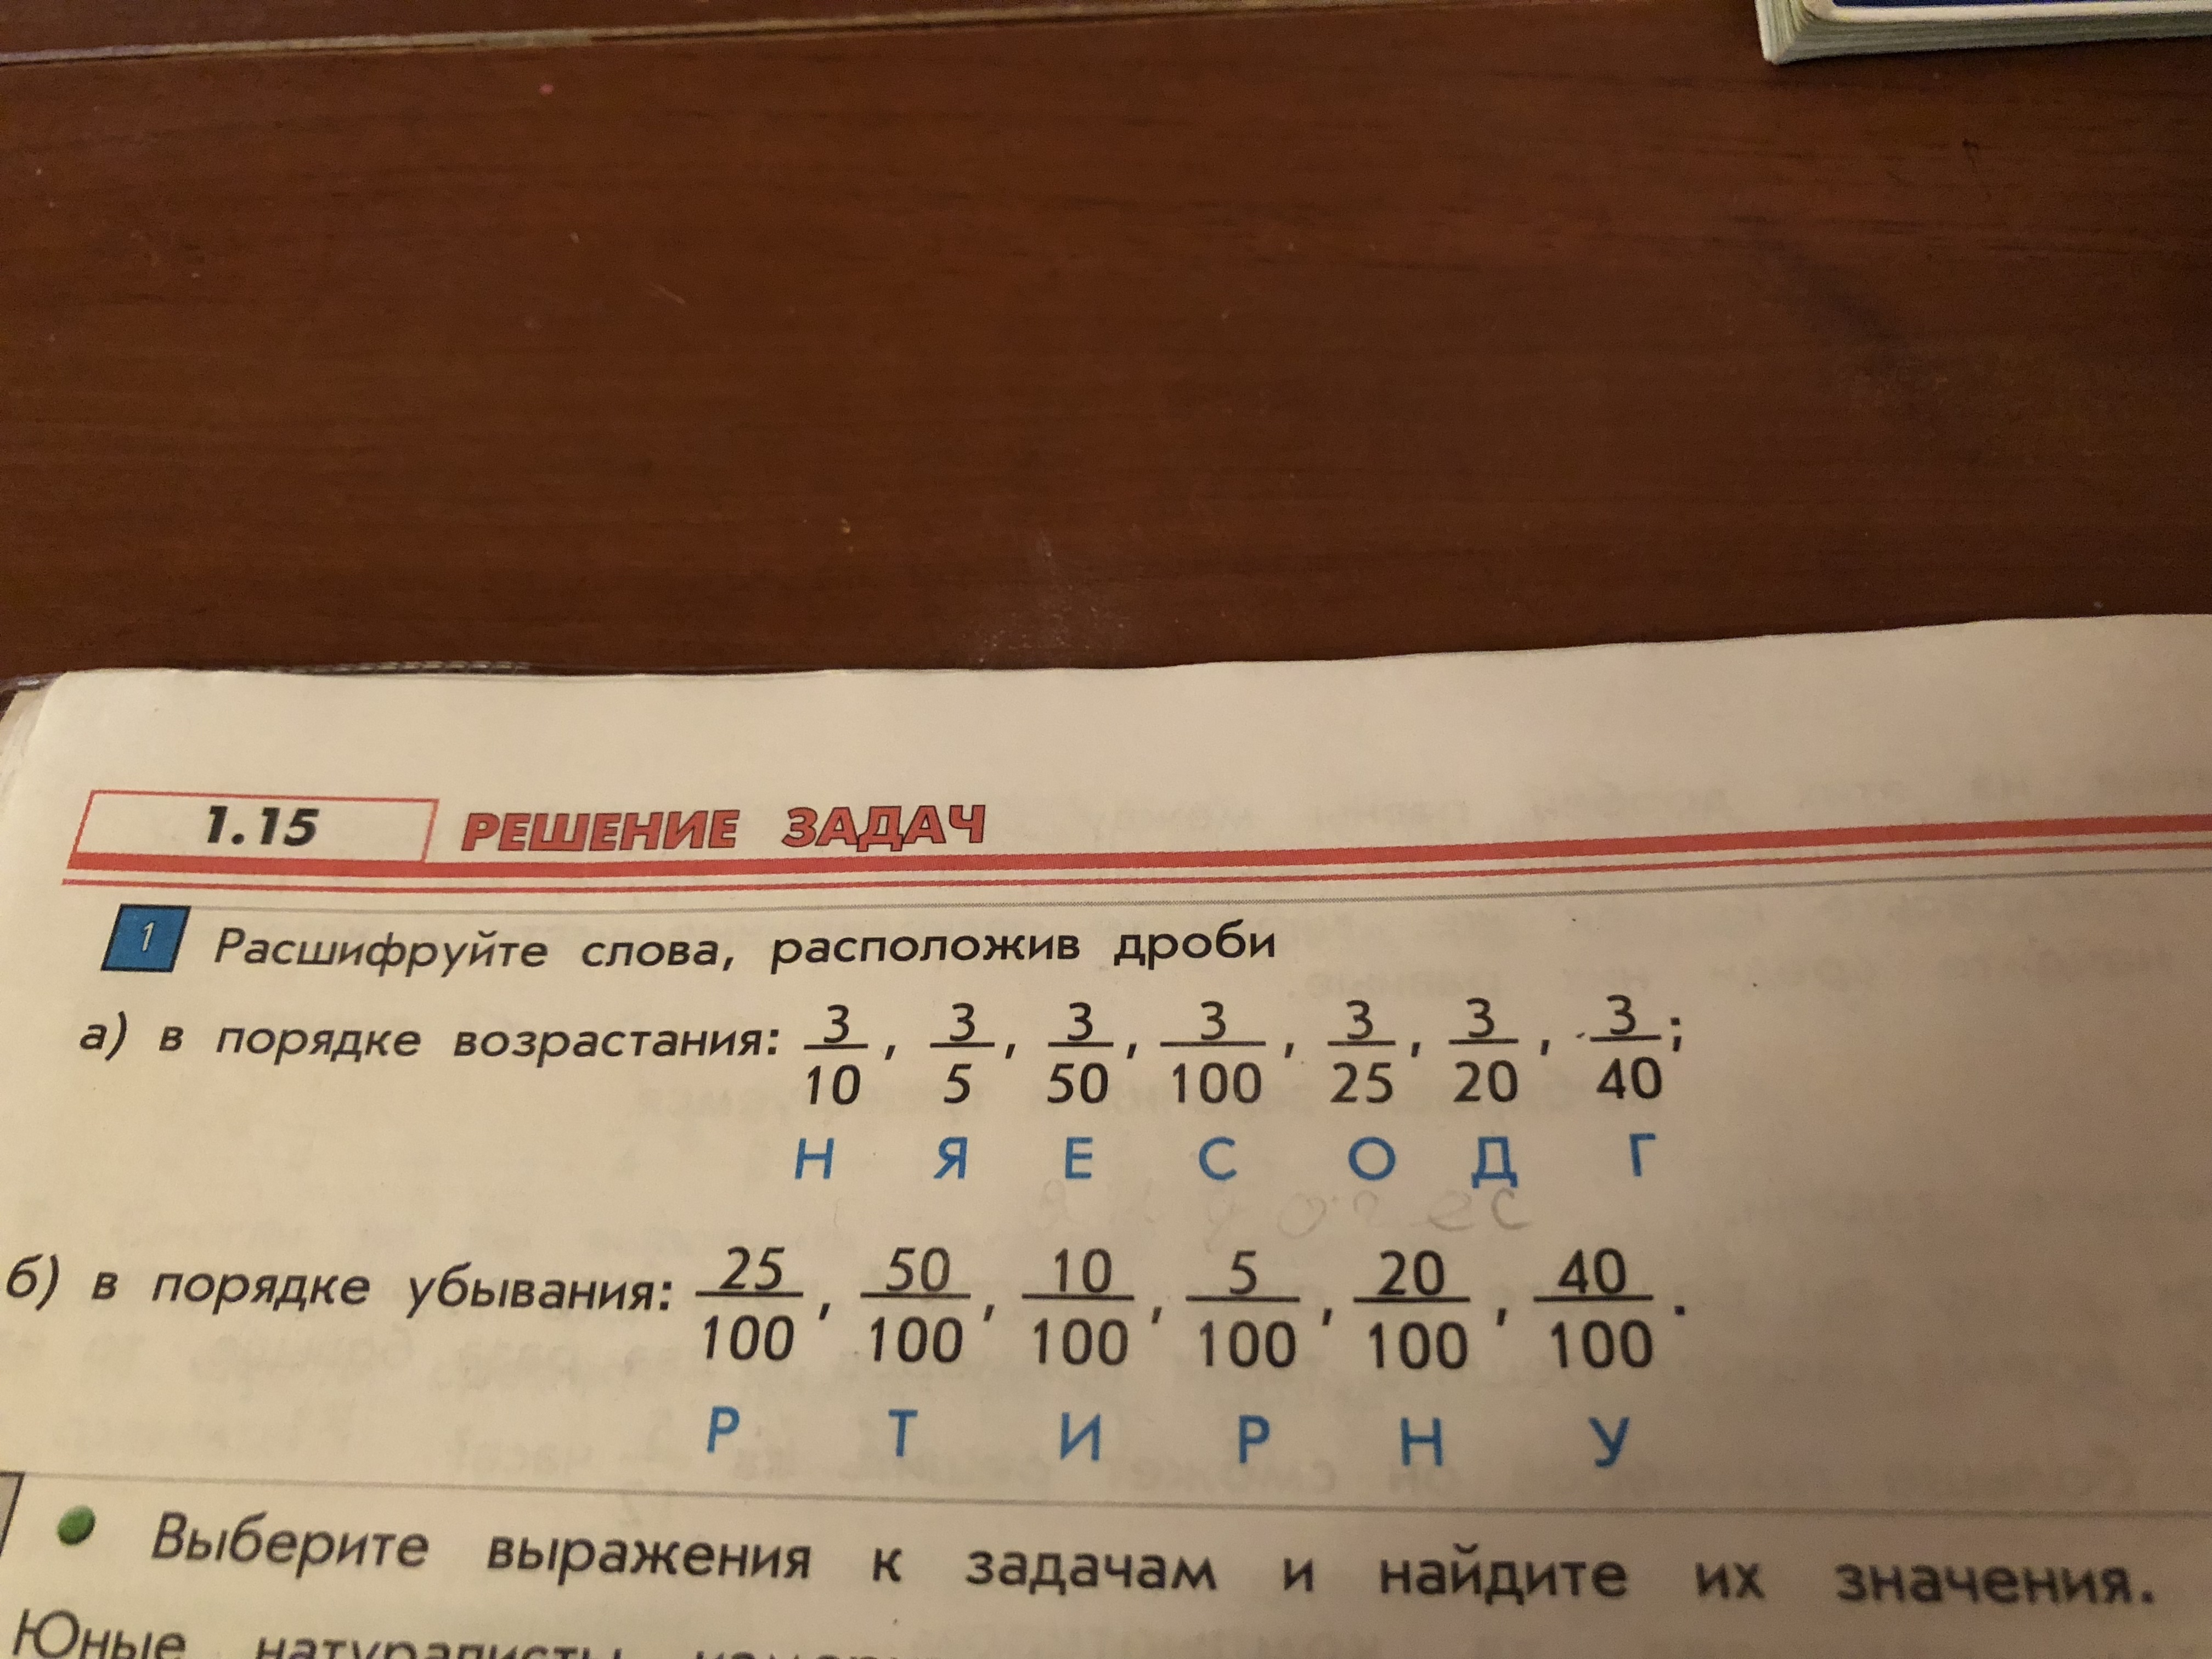 1.15 РЕШЕНИЕ ЗАДАЧ
1 Расшифруйте слова, расположив дроби
а) в порядке возрастания: 3/10, 3/5, 3/50, 3/100, 3/25, 3/20, 3/40;
Н Я Е С О Д Г
б) в порядке убывания: 25/100, 50/100, 10/100, 5/100, 20/100, 40/100.
Р Т И Р Н У
Выберите выражения к задачам и найдите их значения.
Юные натуралисты